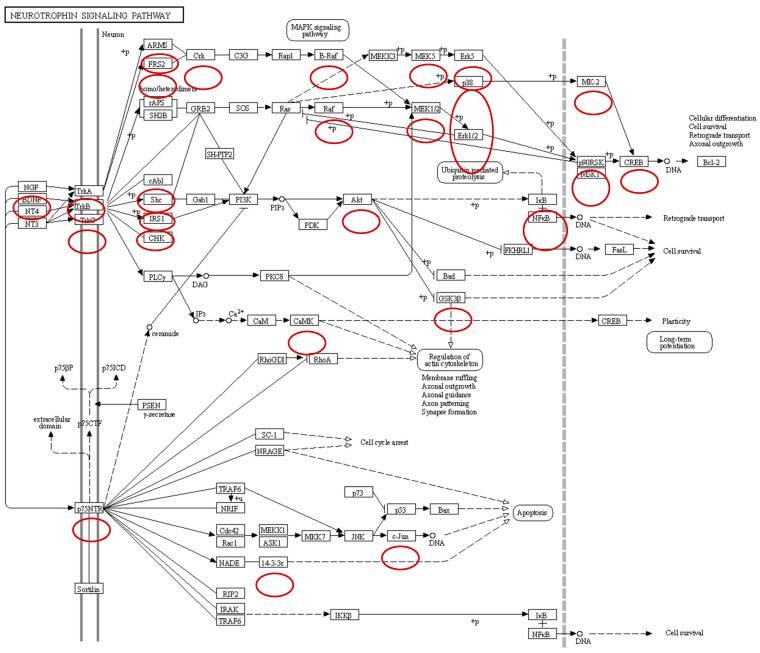 NEUROTROPHIN SIGNALING PATHWAY
MAPK signaling
pathway
Neuron
+p
ARMS
FRS2
homo/heterodimers
rAPS
SH2B
+p
Crk
C3G
Rap1
B-Raf
MEKK3
+p
MEK5
+p
Erk5
+p
p38
+p
MK-2
GRB2
SOS
Ras
Raf
+p
MEK1/2
+p
Erk1/2
+p
+p
+p
SH-PTP2
Ubiquitin mediated
proteolysis
p90RSK
MSK1
+p
CREB
DNA
Bcl-2
Cellular differentiation
Cell survival
Retrograde transport
Axonal outgrowth
NGF
BDNF
NT4
NT3
TrkA
TrkB
TrkC
cAbl
+p
Shc
+p
IRS1
+p
CHK
Gab1
PI3K
PIP3
PDK
Akt
+p
IκB
NFκB
DNA
Retrograde transport
+p
FKHRL1
DNA
FasL
Cell survival
PLCγ
DAG
PKCδ
+p
Bad
+p
GSK3β
IP3
Ca2+
CaM
CaMK
CREB
Plasticity
Long-term
potentiation
ceramide
RhoGDI
RhoA
Regulation of
actin cytoskeleton
Membrane ruffling
Axonal outgrowth
Axonal guidance
Axon patterning
Synapse formation
p75βP
p75ICD
PSEN
γ-secretase
extracellular
domain
p75CTF
SC-1
NRAGE
Cell cycle arrest
p75NTR
TRAF6
+u
NRIF
p73
p53
Bax
Apoptosis
Cdc42
Rac1
MEKK1
ASK1
MKK7
JNK
c-Jun
DNA
NADE
14-3-3ε
Sortilin
RIP2
IRAK
TRAF6
IKKβ
+p
IκB
NFκB
DNA
Cell survival